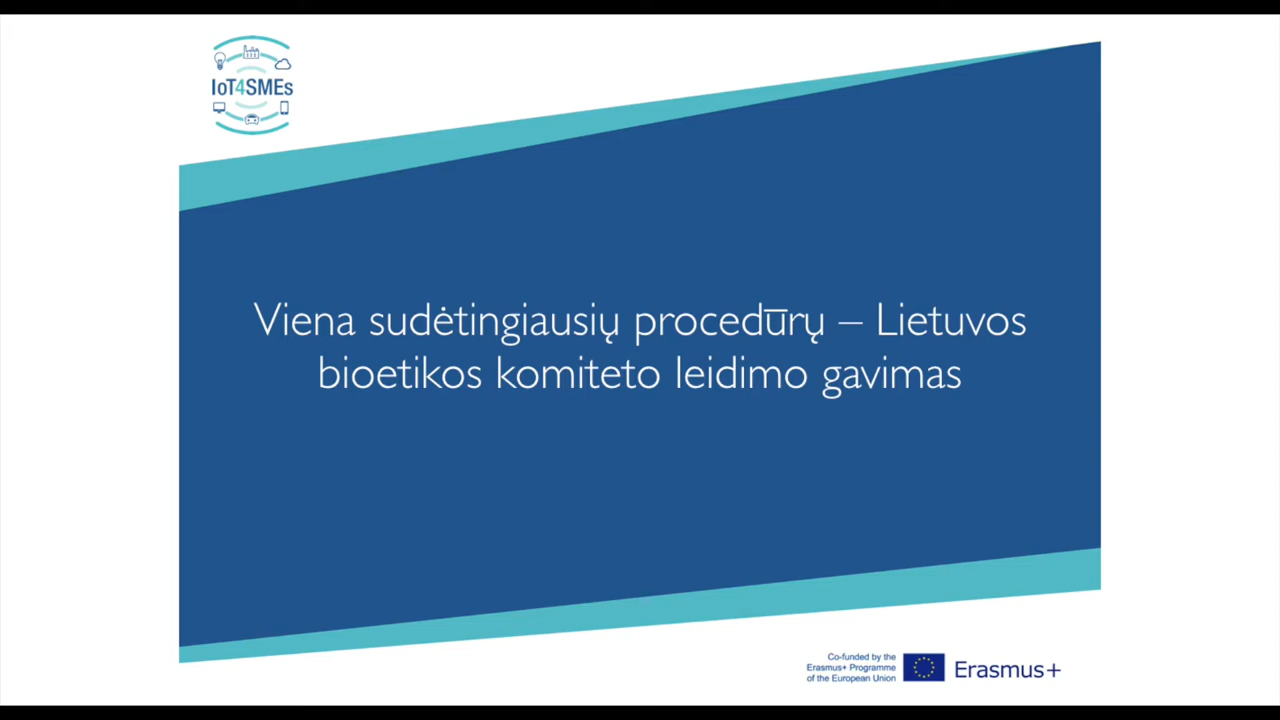 IoT4SMEs
Viena sudėtingiausių procedūrų – Lietuvos
bioetikos komiteto leidimo gavimas
Co-funded by the
Erasmus+ Programme
of the European Union
Erasmus+